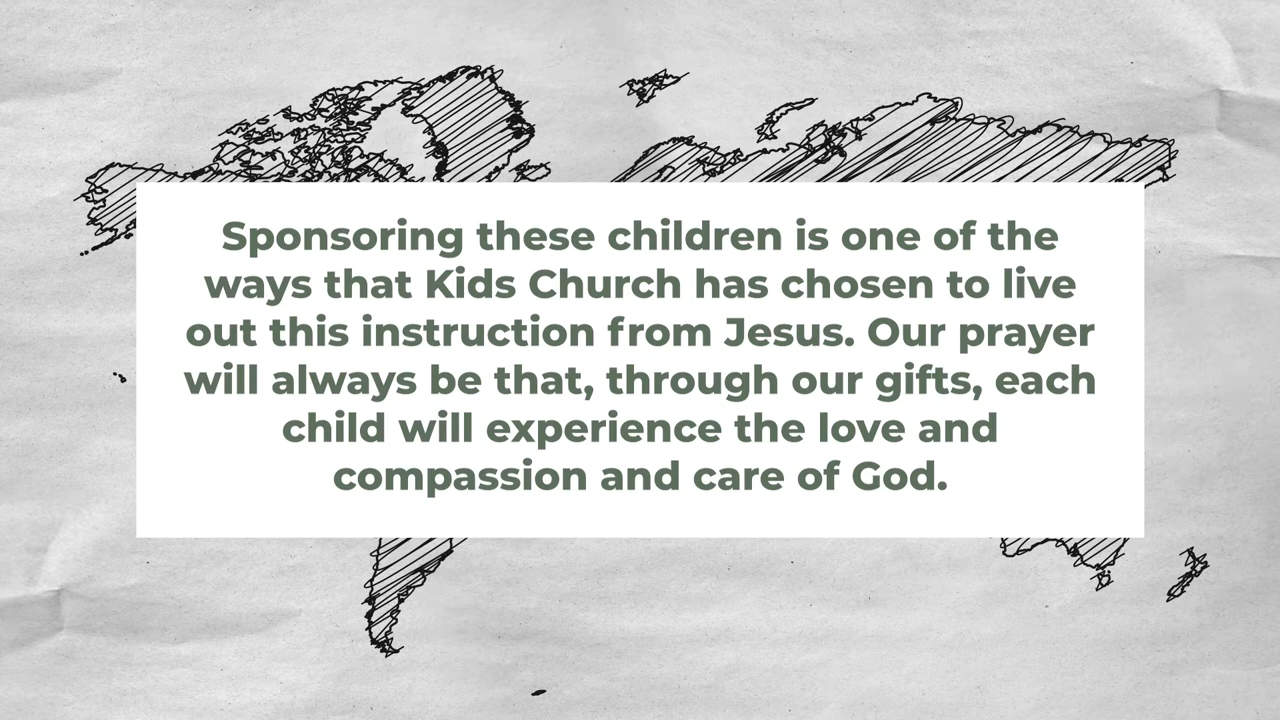 Sponsoring these children is one of the
ways that Kids Church has chosen to live
out this instruction from Jesus. Our prayer
will always be that, through our gifts, each
child will experience the love and
compassion and care of God.